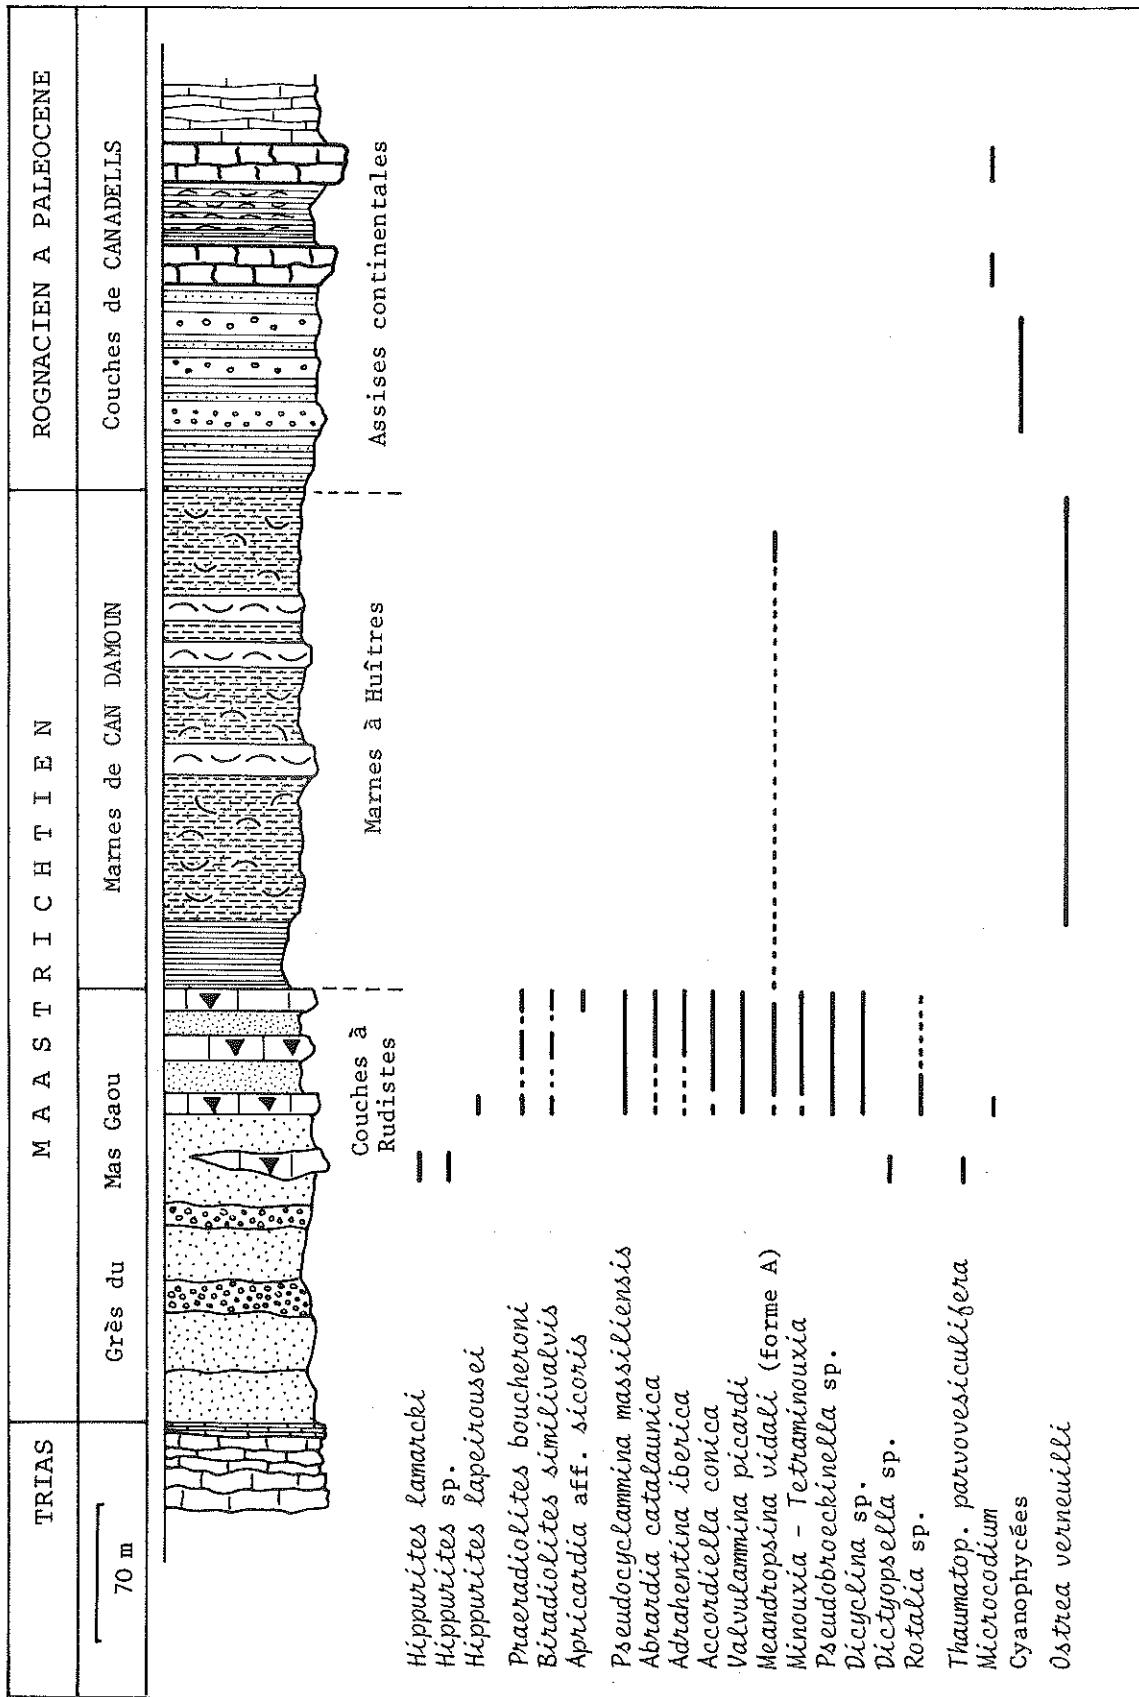 TRIAS
M A A S T R I C H T I E N
ROGNACIEN A PALEOCENE
Grès du Mas Gaou
Marnes de CAN DAMOUN
Couches de CANADELLS
70 m
Couches à
Rudistes
Marnes à Huîtres
Assises continentales
Hippurites lamarcki
Hippurites sp.
Hippurites lapeirousei
Praeradiolites boucheroni
Biradiolites similivalvis
Apricardia aff. sicoris
Pseudocyclammina massiliensis
Abrardia catalaunica
Adrahentina iberica
Accordiella conica
Valvulammina picardi
Meandropsina vidali (forme A)
Minouxia - Tetraminouxia
Pseudobroeckinella sp.
Dicyclina sp.
Dictyopsella sp.
Rotalia sp.
Thaumatop. parvovesiculifera
Microcodium
Cyanophycées
Ostrea verneuilli